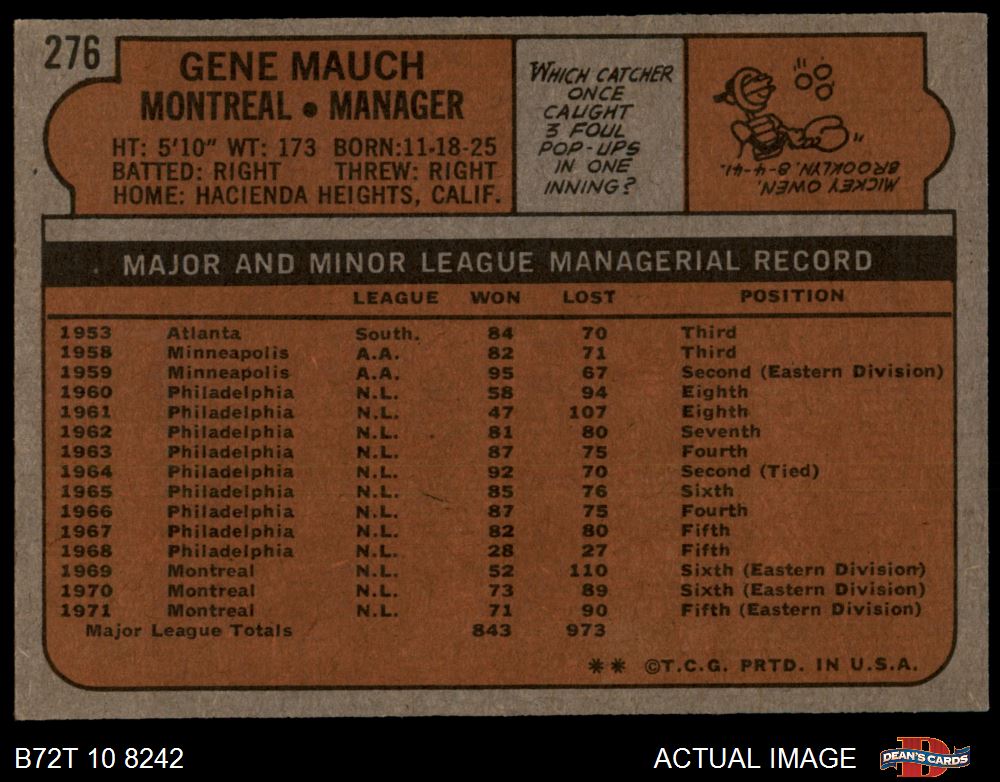 276
GENE MAUCH
MONTREAL • MANAGER
HT: 5'10" WT: 173 BORN:11-18-25
BATTED: RIGHT THREW: RIGHT
HOME: HACIENDA HEIGHTS, CALIF.
WHICH CATCHER
ONCE
CAUGHT
3 FOUL
POP-UPS
IN ONE
INNING?
MICKEY OWEN,
BROOKLYN, 8-4-41.
MAJOR AND MINOR LEAGUE MANAGERIAL RECORD
LEAGUE WON LOST POSITION
1953 Atlanta South. 84 70 Third
1958 Minneapolis A.A. 82 71 Third
1959 Minneapolis A.A. 95 67 Second (Eastern Division)
1960 Philadelphia N.L. 58 94 Eighth
1961 Philadelphia N.L. 47 107 Eighth
1962 Philadelphia N.L. 81 80 Seventh
1963 Philadelphia N.L. 87 75 Fourth
1964 Philadelphia N.L. 92 70 Second (Tied)
1965 Philadelphia N.L. 85 76 Sixth
1966 Philadelphia N.L. 87 75 Fourth
1967 Philadelphia N.L. 82 80 Fifth
1968 Philadelphia N.L. 28 27 Fifth
1969 Montreal N.L. 52 110 Sixth (Eastern Division)
1970 Montreal N.L. 73 89 Sixth (Eastern Division)
1971 Montreal N.L. 71 90 Fifth (Eastern Division)
Major League Totals 843 973
** ©T.C.G. PRTD. IN U.S.A.
B72T 10 8242
ACTUAL IMAGE
D
DEAN'S CARDS